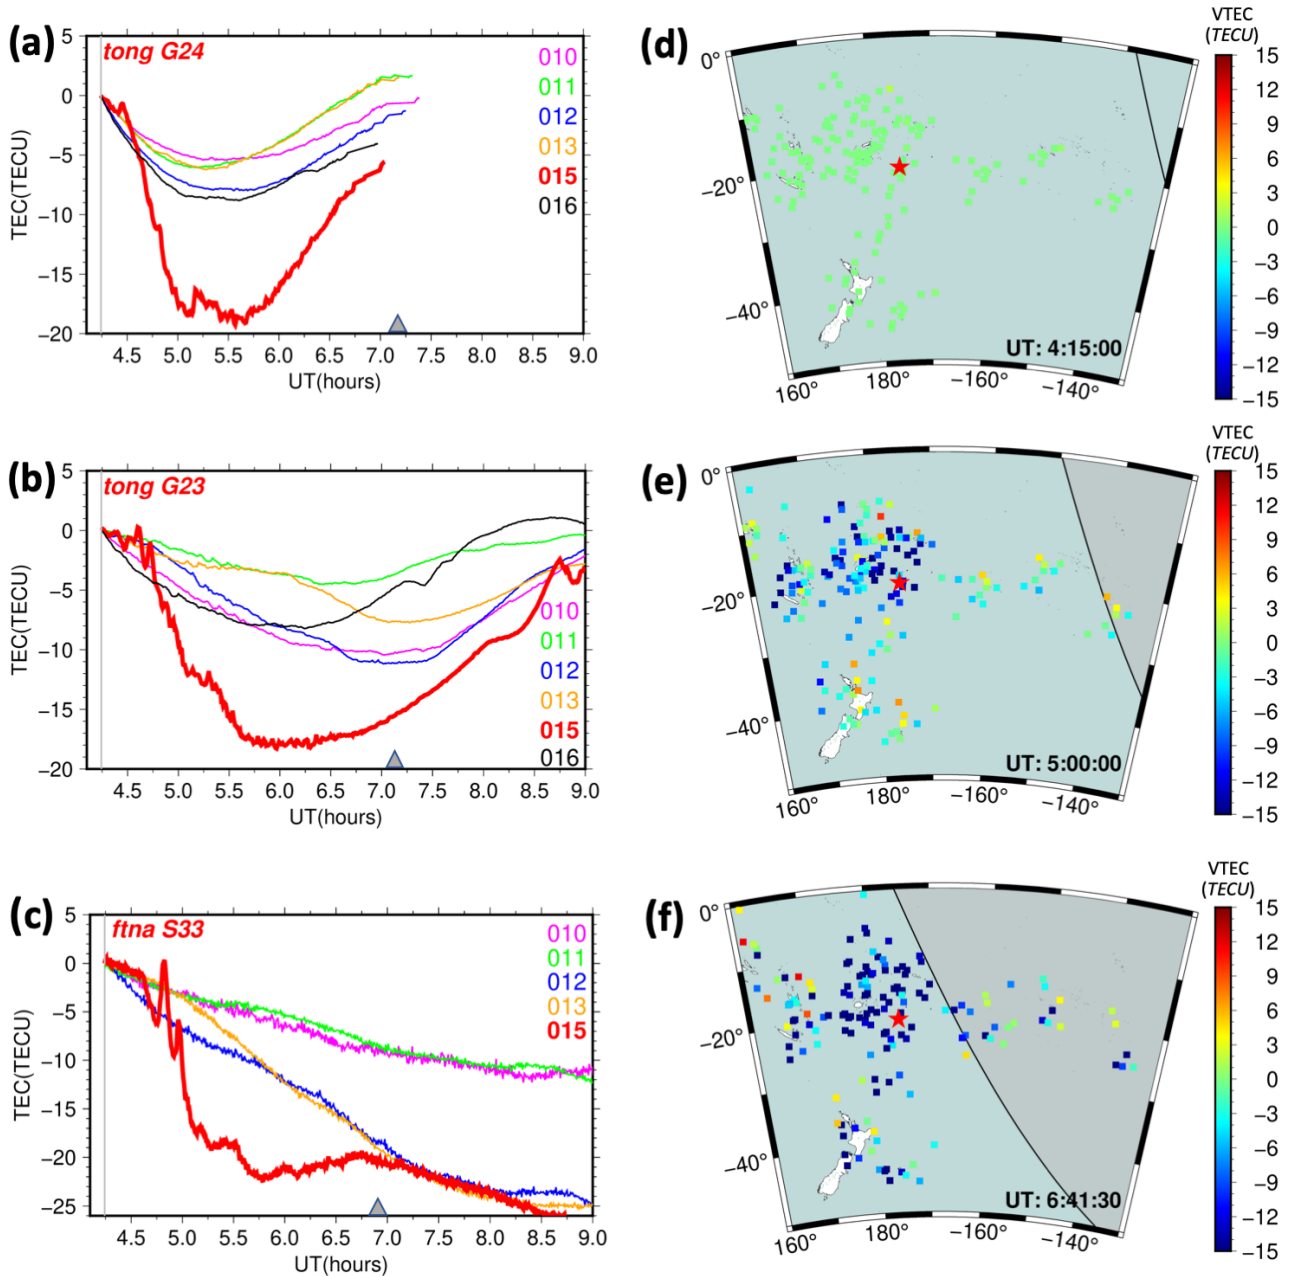 (a)
tong G24
5
0
−5
−10
−15
−20
TEC(TECU)
010
011
012
013
015
016
4.5 5.0 5.5 6.0 6.5 7.0 7.5 8.0 8.5 9.0
UT(hours)
(d)
0°
−20°
−40°
160° 180° −160° −140°
UT: 4:15:00
VTEC
(TECU)
15
12
9
6
3
0
−3
−6
−9
−12
−15
(b)
tong G23
5
0
−5
−10
−15
−20
TEC(TECU)
010
011
012
013
015
016
4.5 5.0 5.5 6.0 6.5 7.0 7.5 8.0 8.5 9.0
UT(hours)
(e)
0°
−20°
−40°
160° 180° −160° −140°
UT: 5:00:00
VTEC
(TECU)
15
12
9
6
3
0
−3
−6
−9
−12
−15
(c)
ftna S33
5
0
−5
−10
−15
−20
−25
TEC(TECU)
010
011
012
013
015
4.5 5.0 5.5 6.0 6.5 7.0 7.5 8.0 8.5 9.0
UT(hours)
(f)
0°
−20°
−40°
160° 180° −160° −140°
UT: 6:41:30
VTEC
(TECU)
15
12
9
6
3
0
−3
−6
−9
−12
−15